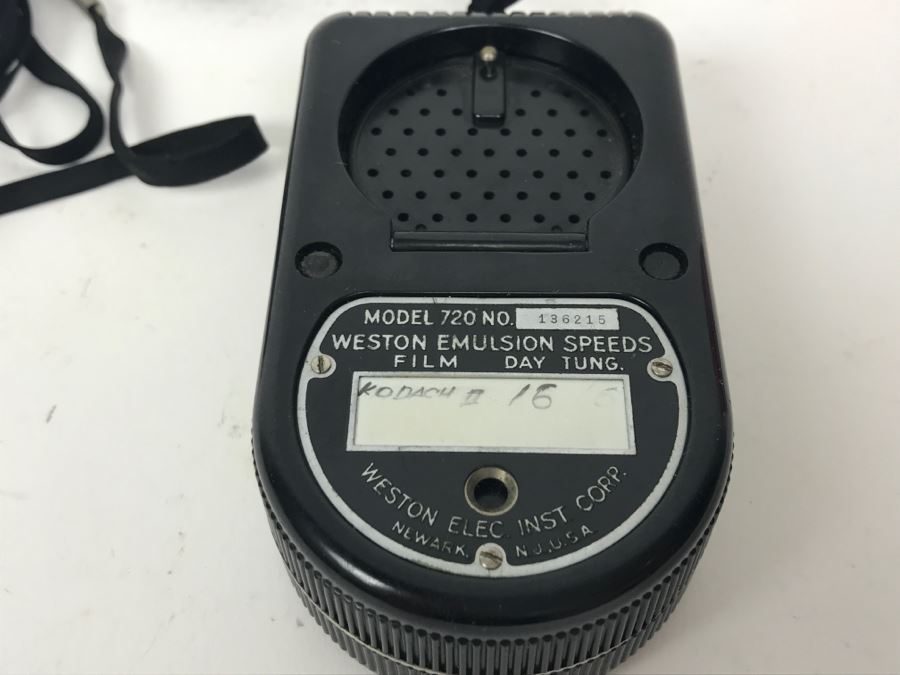 MODEL 720 NO. 136215
WESTON EMULSION SPEEDS
FILM DAY TUNG.
KODACH II 16
WESTON ELEC. INST CORP.
NEWARK, N.J., U.S.A